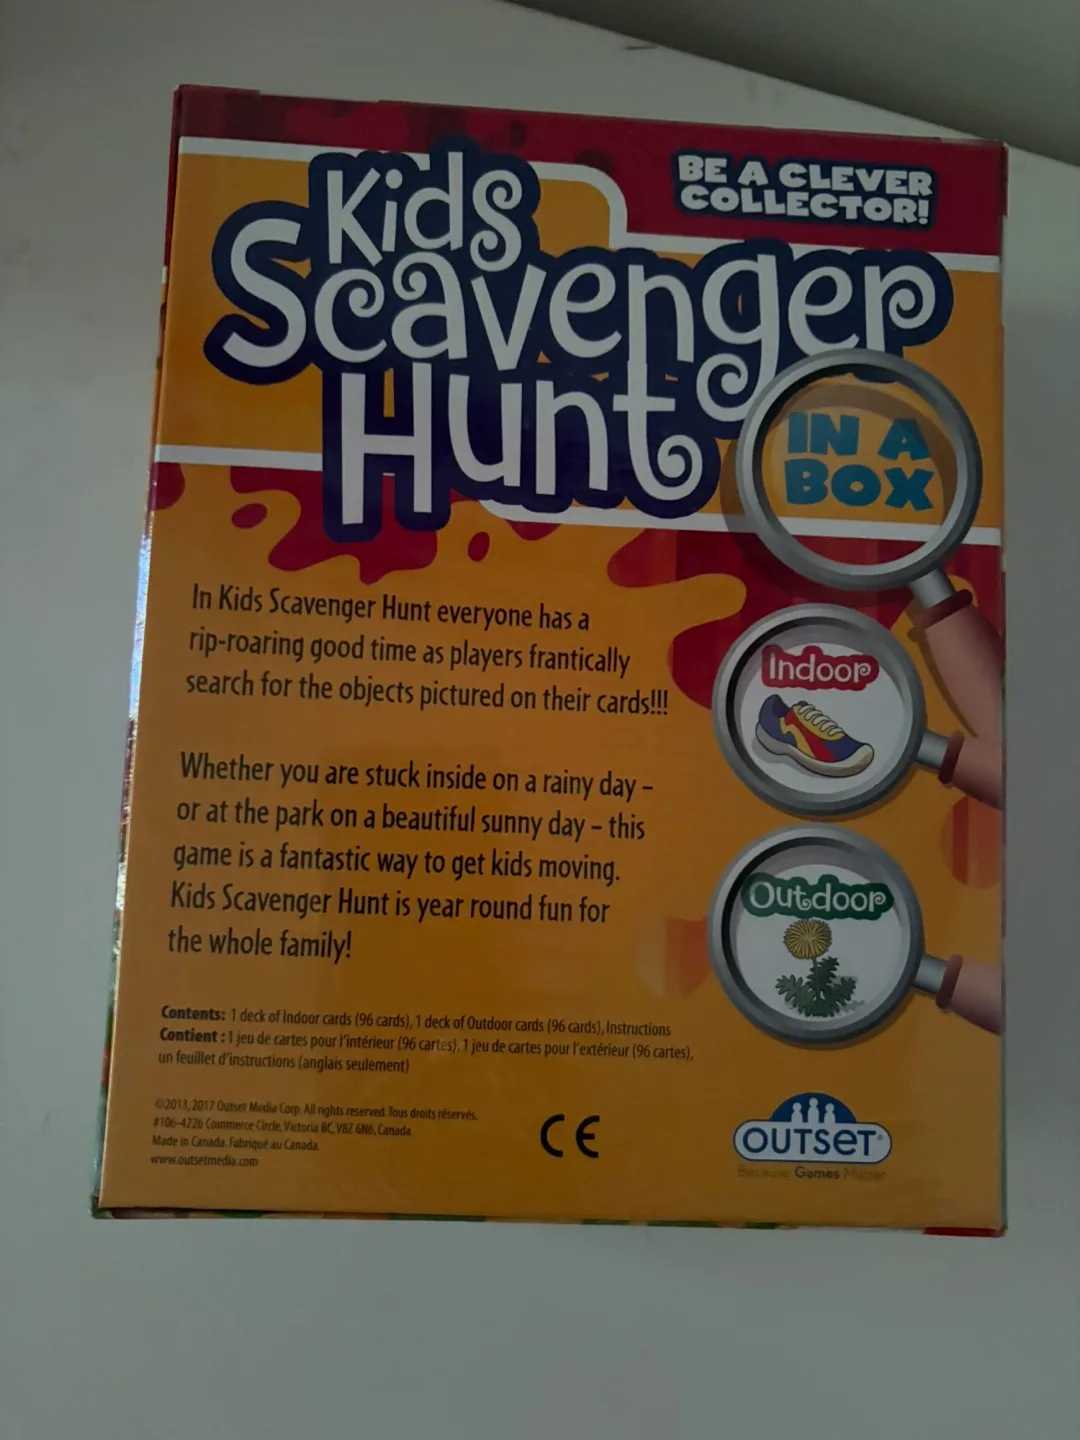 BE A CLEVER
COLLECTOR!
Kids
Scavenger
Hunt
IN A
BOX
In Kids Scavenger Hunt everyone has a
rip-roaring good time as players frantically
search for the objects pictured on their cards!!!
Indoor
Whether you are stuck inside on a rainy day –
or at the park on a beautiful sunny day – this
game is a fantastic way to get kids moving.
Kids Scavenger Hunt is year round fun for
the whole family!
Outdoor
Contents: 1 deck of Indoor cards (96 cards), 1 deck of Outdoor cards (96 cards), Instructions
Contient : 1 jeu de cartes pour l'intérieur (96 cartes), 1 jeu de cartes pour l'extérieur (96 cartes),
un feuillet d'instructions (anglais seulement)
©2013, 2017 Outset Media Corp. All rights reserved. Tous droits réservés.
#106-4226 Commerce Circle, Victoria BC, V8Z 6N6, Canada
Made in Canada. Fabriqué au Canada.
www.outsetmedia.com
CE
OUTSET
Because Games Matter